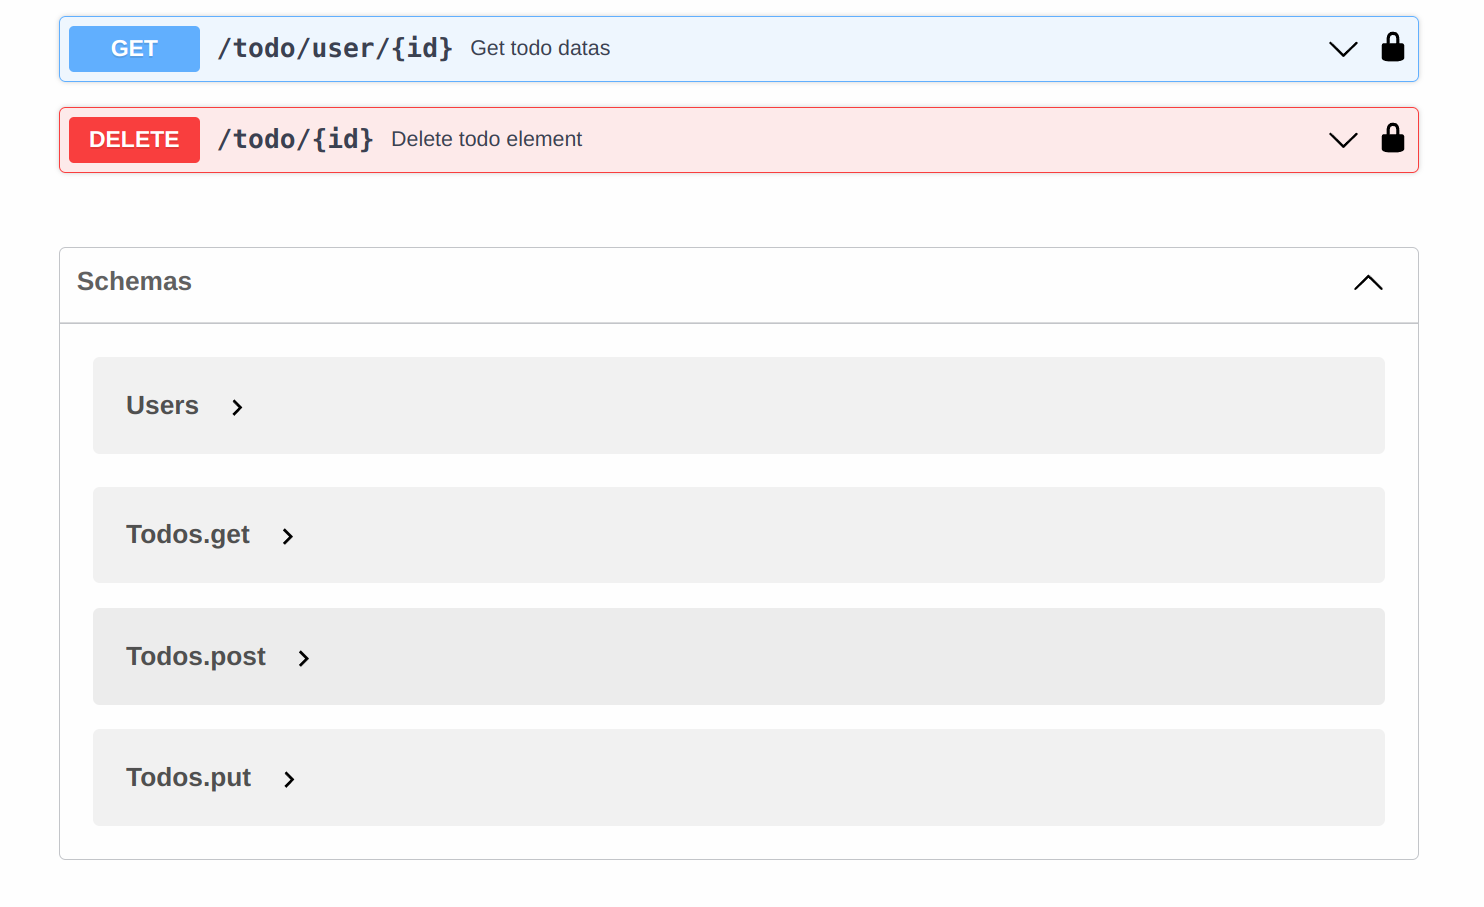 GET /todo/user/{id} Get todo datas
DELETE /todo/{id} Delete todo element
Schemas
Users
Todos.get
Todos.post
Todos.put